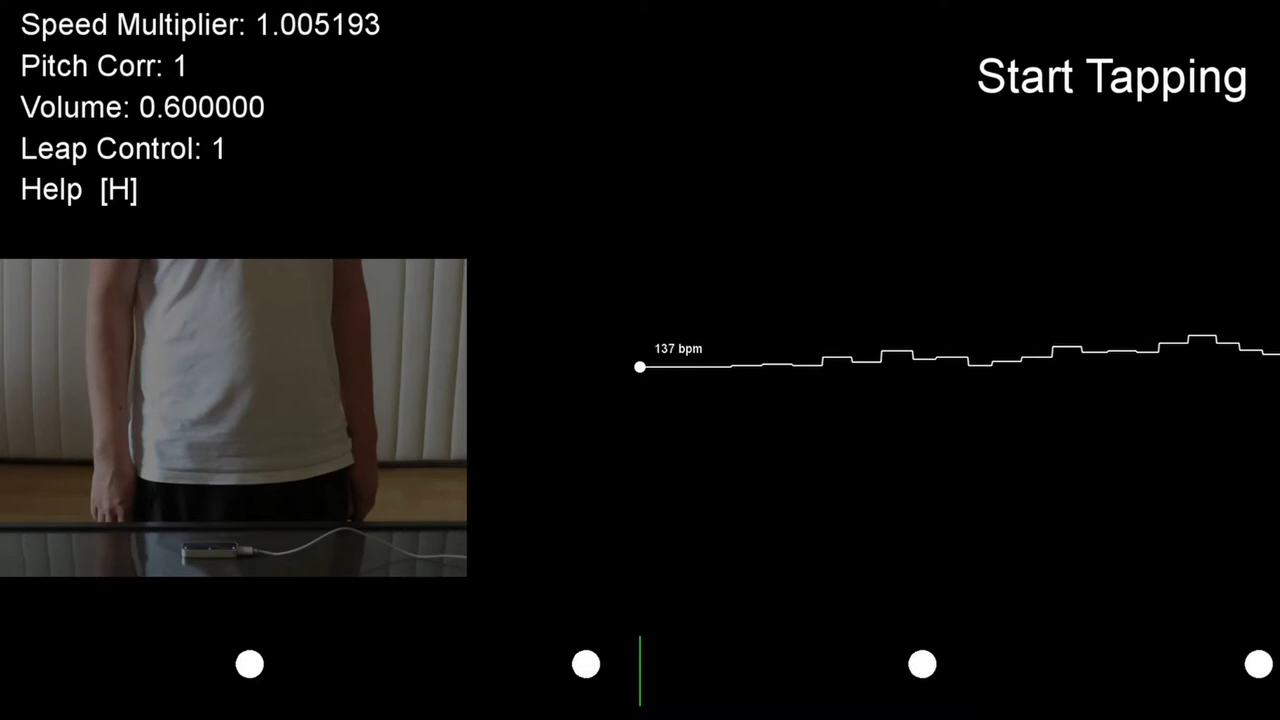 Speed Multiplier: 1.005193
Pitch Corr: 1
Volume: 0.600000
Leap Control: 1
Help  [H]
Start Tapping
137 bpm